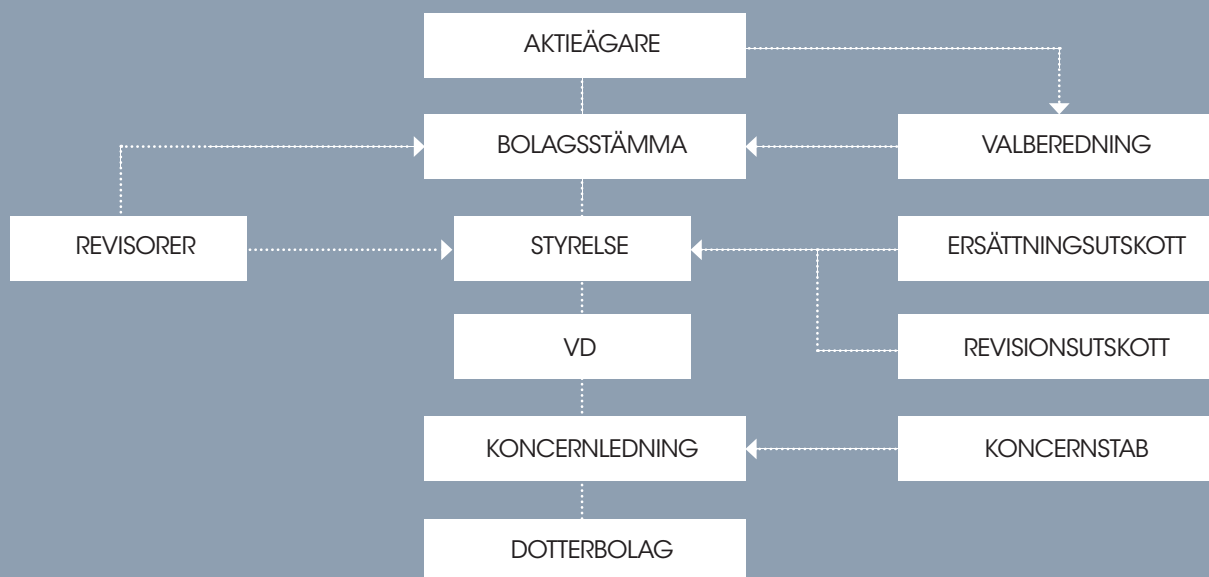 AKTIEÄGARE
BOLAGSSTÄMMA
VALBEREDNING
REVISORER
STYRELSE
ERSÄTTNINGSUTSKOTT
VD
REVISIONSUTSKOTT
KONCERNLEDNING
KONCERNSTAB
DOTTERBOLAG